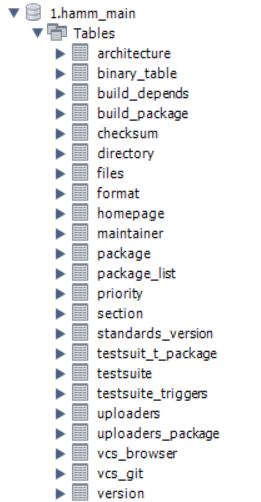 1.hamm_main
Tables
architecture
binary_table
build_depends
build_package
checksum
directory
files
format
homepage
maintainer
package
package_list
priority
section
standards_version
testsuit_t_package
testsuite
testsuite_triggers
uploaders
uploaders_package
vcs_browser
vcs_git
version